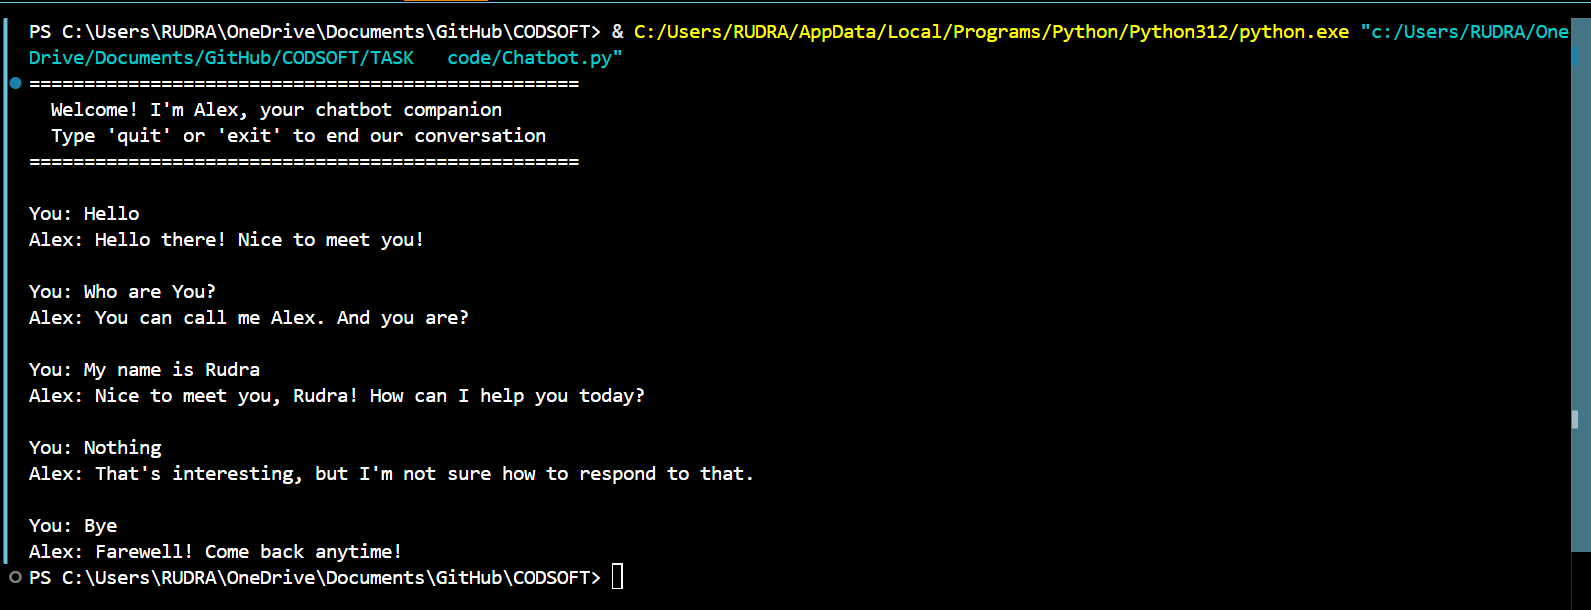 PS C:\Users\RUDRA\OneDrive\Documents\GitHub\CODSOFT> & C:/Users/RUDRA/AppData/Local/Programs/Python/Python312/python.exe "c:/Users/RUDRA/One
Drive/Documents/GitHub/CODSOFT/TASK   code/Chatbot.py"
==================================================
  Welcome! I'm Alex, your chatbot companion
  Type 'quit' or 'exit' to end our conversation
==================================================
You: Hello
Alex: Hello there! Nice to meet you!
You: Who are You?
Alex: You can call me Alex. And you are?
You: My name is Rudra
Alex: Nice to meet you, Rudra! How can I help you today?
You: Nothing
Alex: That's interesting, but I'm not sure how to respond to that.
You: Bye
Alex: Farewell! Come back anytime!
PS C:\Users\RUDRA\OneDrive\Documents\GitHub\CODSOFT>